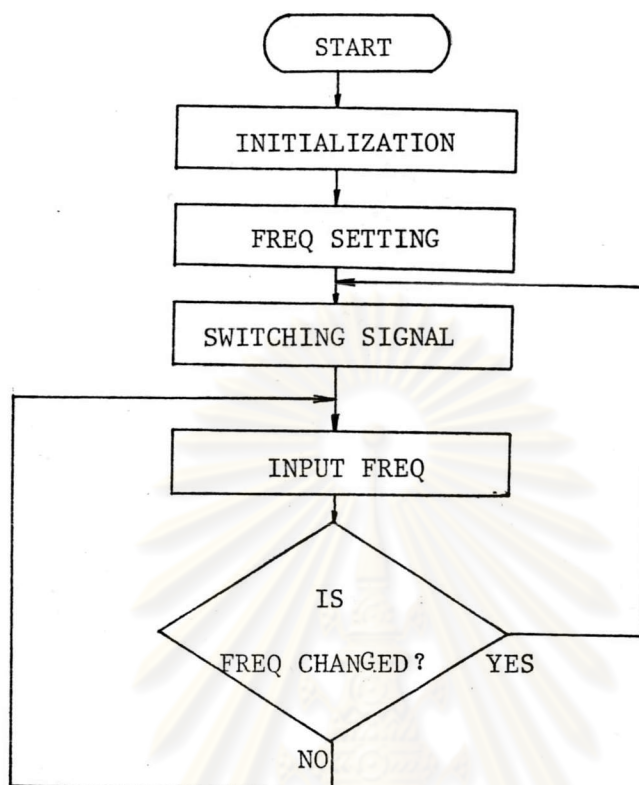 START
INITIALIZATION
FREQ SETTING
SWITCHING SIGNAL
INPUT FREQ
IS
FREQ CHANGED?
YES
NO